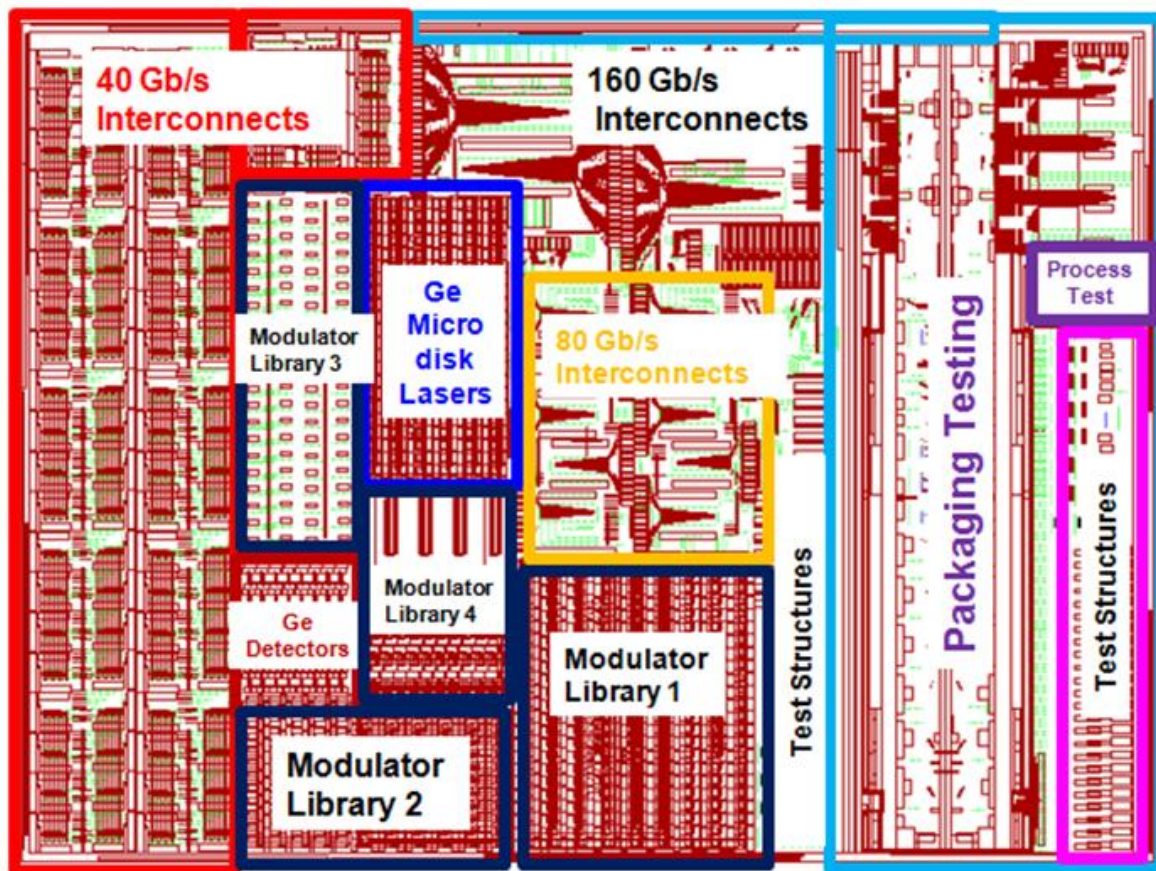 40 Gb/s
Interconnects
160 Gb/s
Interconnects
Process
Test
Ge
Micro
disk
Lasers
Modulator
Library 3
80 Gb/s
Interconnects
Packaging Testing
Test Structures
Modulator
Library 4
Ge
Detectors
Modulator
Library 1
Test Structures
Modulator
Library 2